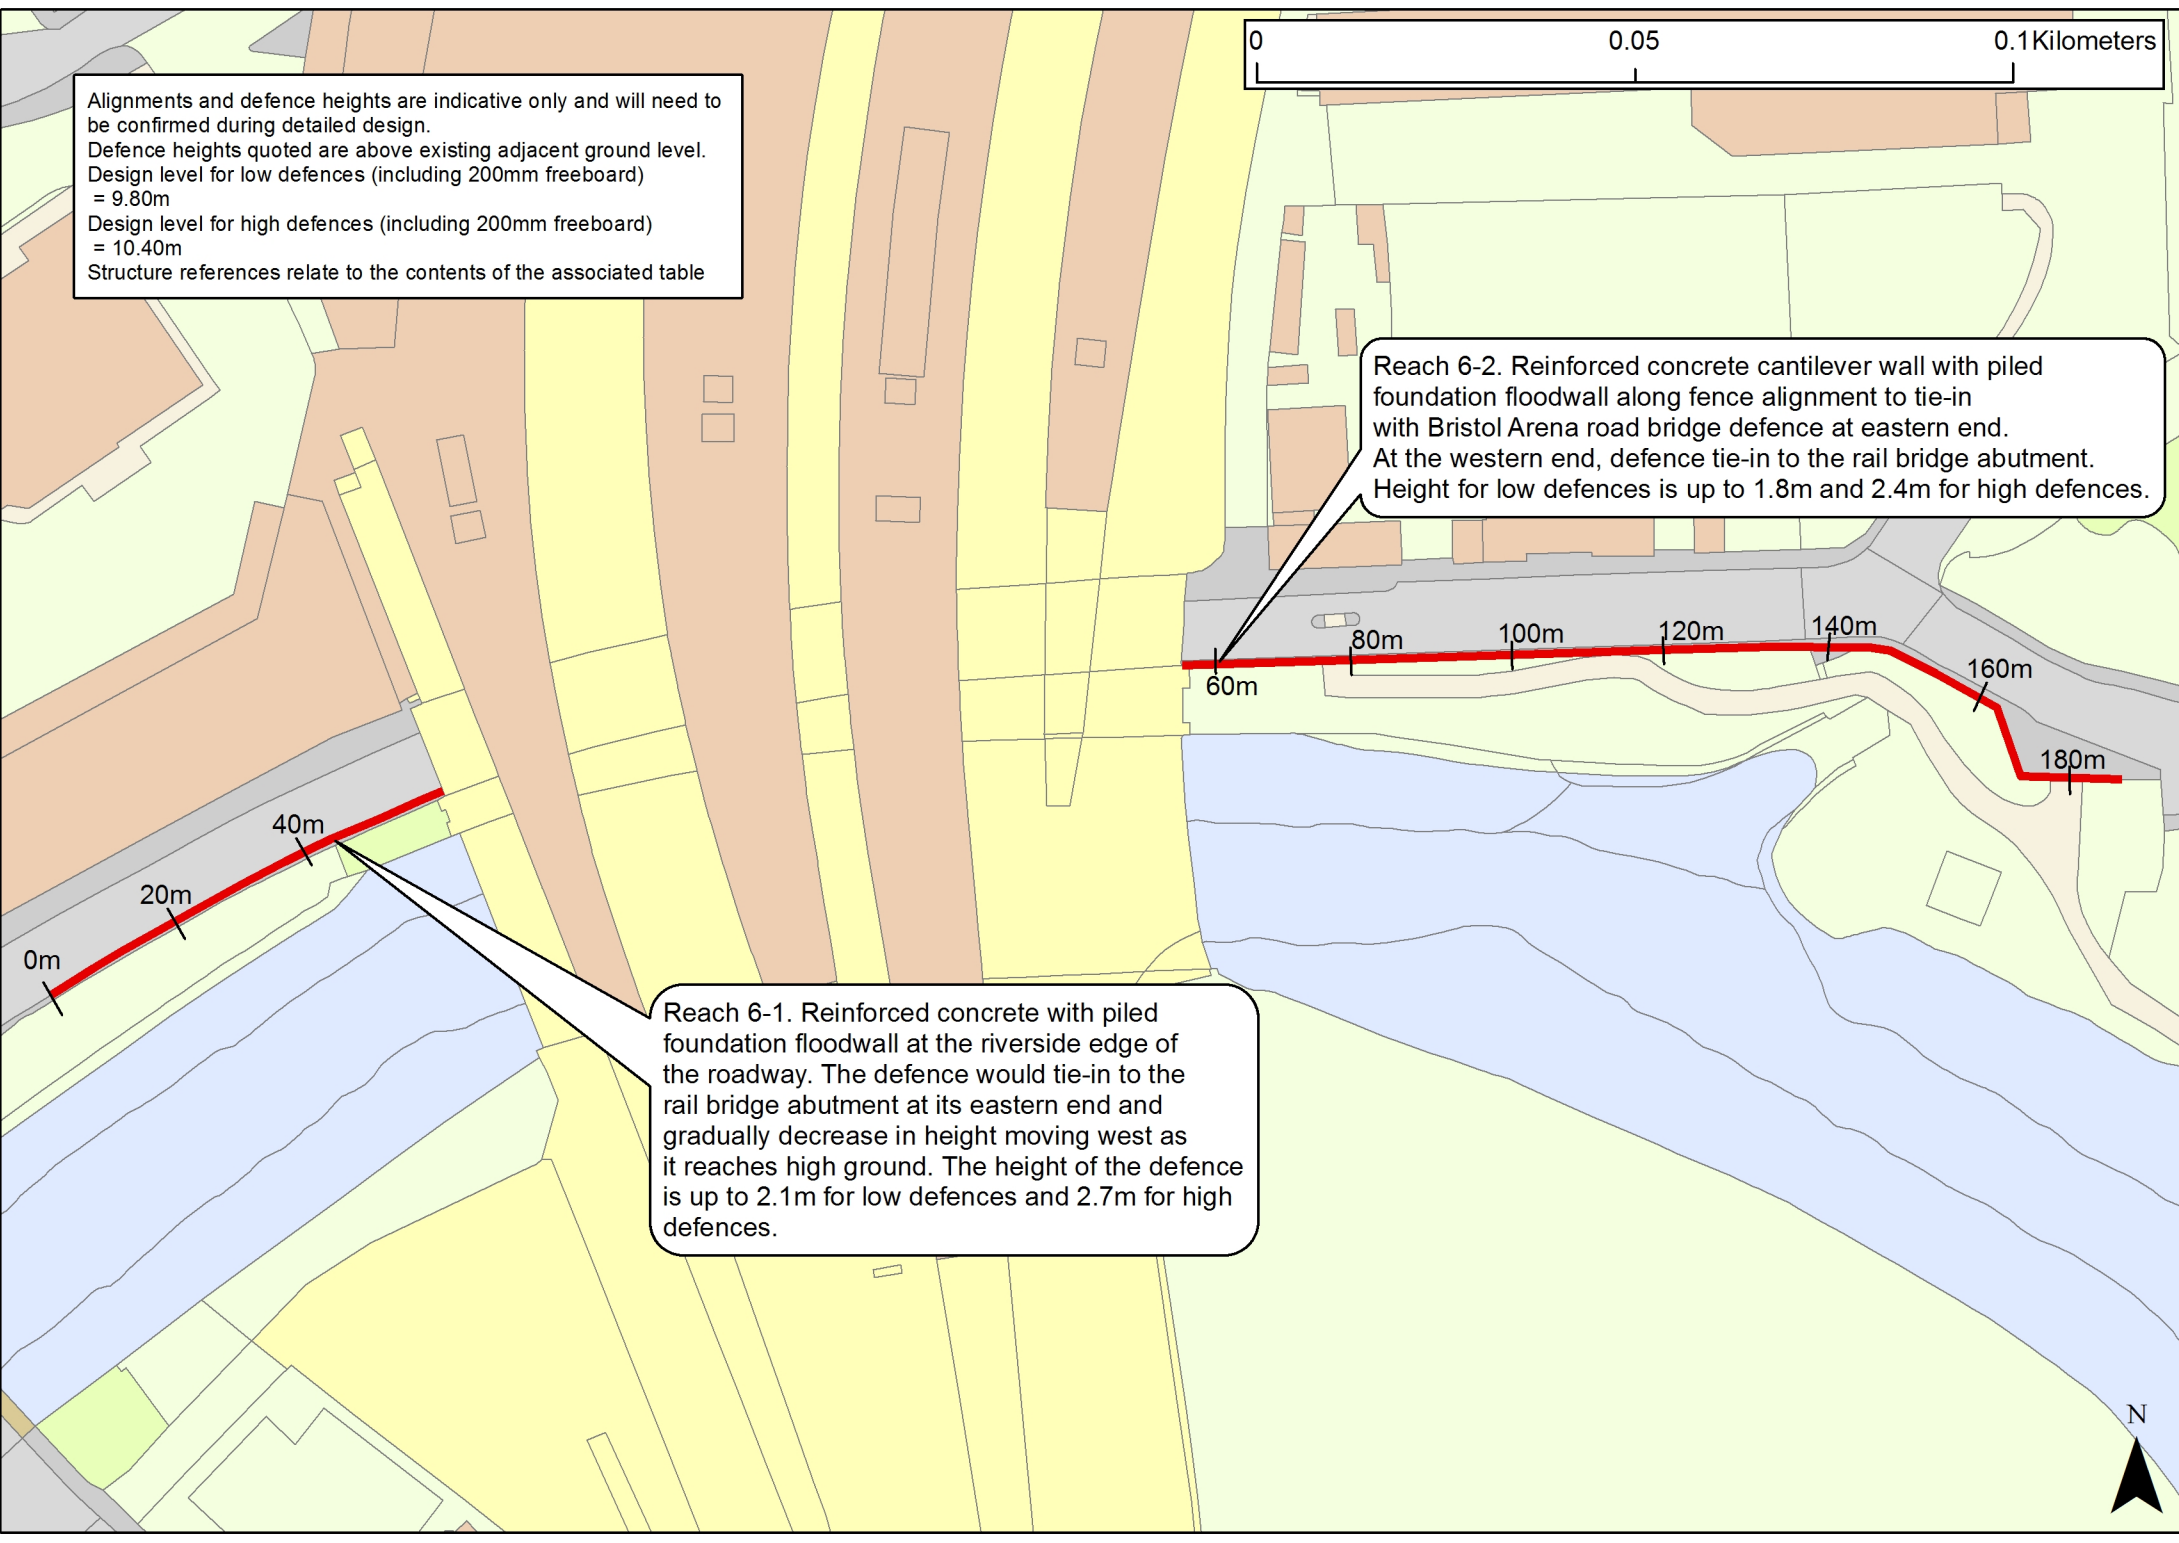 0
0.05
0.1Kilometers
Alignments and defence heights are indicative only and will need to
be confirmed during detailed design.
Defence heights quoted are above existing adjacent ground level.
Design level for low defences (including 200mm freeboard)
= 9.80m
Design level for high defences (including 200mm freeboard)
= 10.40m
Structure references relate to the contents of the associated table
Reach 6-2. Reinforced concrete cantilever wall with piled
foundation floodwall along fence alignment to tie-in
with Bristol Arena road bridge defence at eastern end.
At the western end, defence tie-in to the rail bridge abutment.
Height for low defences is up to 1.8m and 2.4m for high defences.
0m
20m
40m
60m
80m
100m
120m
140m
160m
180m
Reach 6-1. Reinforced concrete with piled
foundation floodwall at the riverside edge of
the roadway. The defence would tie-in to the
rail bridge abutment at its eastern end and
gradually decrease in height moving west as
it reaches high ground. The height of the defence
is up to 2.1m for low defences and 2.7m for high
defences.
N